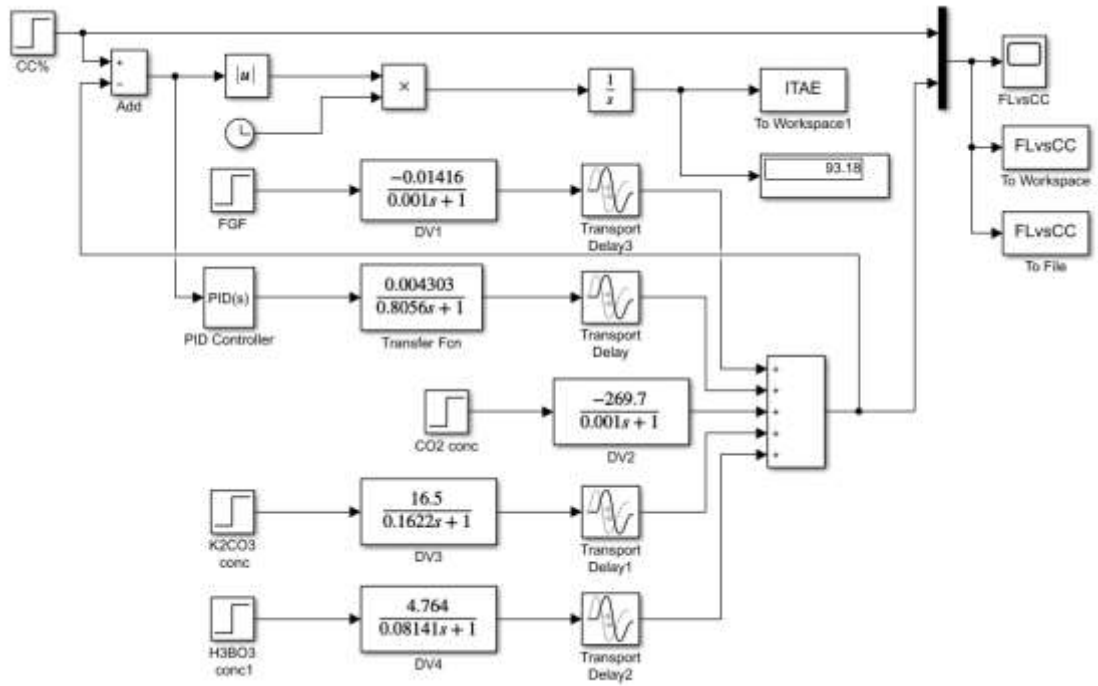 CC%
+
−
Add
|u|
×
1
s
ITAE
To Workspace1
93.18
FLvsCC
FLvsCC
To Workspace
FLvsCC
To File
FGF
−0.01416
0.001s + 1
DV1
Transport
Delay3
PID(s)
PID Controller
0.004303
0.8056s + 1
Transfer Fcn
Transport
Delay
+
+
+
+
+
CO2 conc
−269.7
0.001s + 1
DV2
K2CO3
conc
16.5
0.1622s + 1
DV3
Transport
Delay1
H3BO3
conc1
4.764
0.08141s + 1
DV4
Transport
Delay2